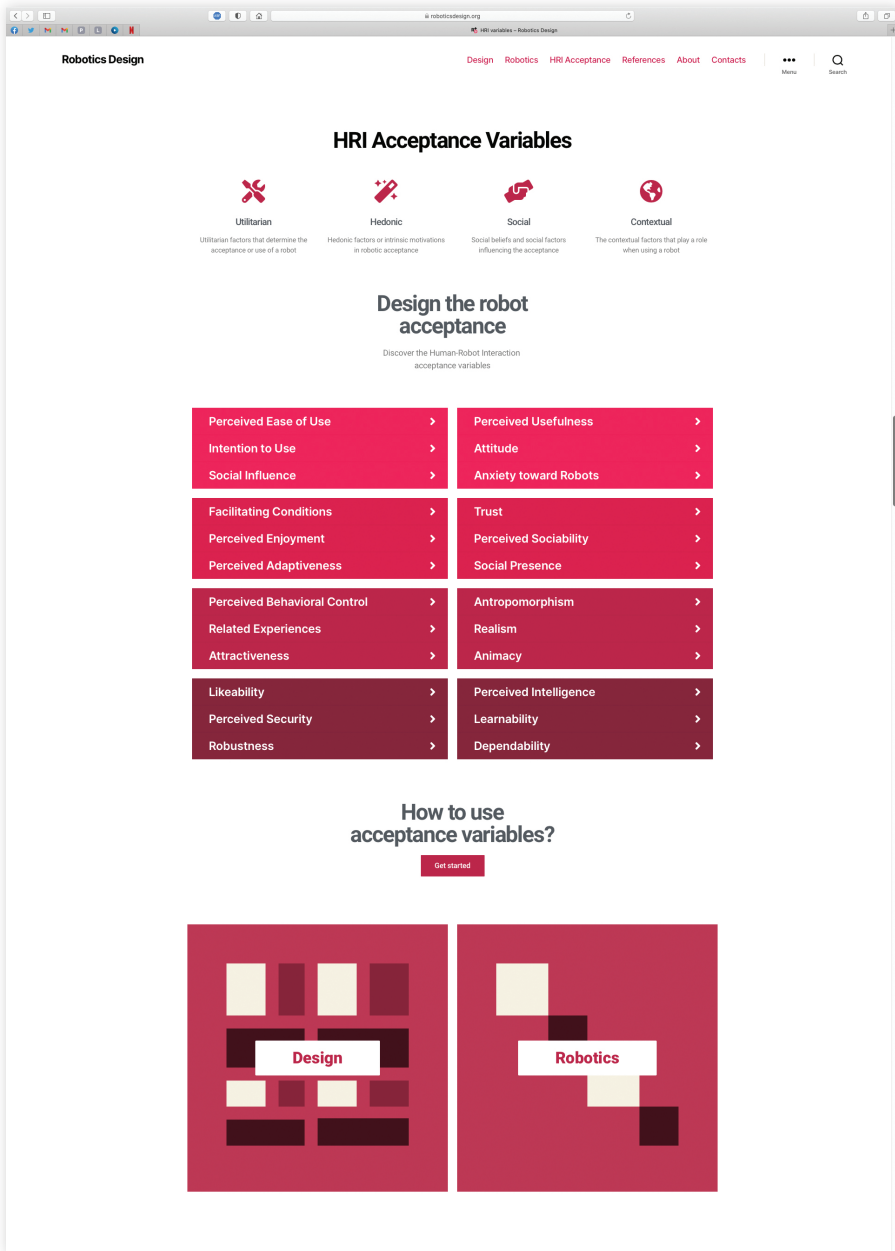 roboticsdesign.org
HRI variables – Robotics Design
Robotics Design
Design Robotics HRI Acceptance References About Contacts
Menu
Search
HRI Acceptance Variables
Utilitarian
Utilitarian factors that determine the
acceptance or use of a robot
Hedonic
Hedonic factors or intrinsic motivations
in robotic acceptance
Social
Social beliefs and social factors
influencing the acceptance
Contextual
The contextual factors that play a role
when using a robot
Design the robot
acceptance
Discover the Human-Robot Interaction
acceptance variables
Perceived Ease of Use
Intention to Use
Social Influence
Perceived Usefulness
Attitude
Anxiety toward Robots
Facilitating Conditions
Perceived Enjoyment
Perceived Adaptiveness
Trust
Perceived Sociability
Social Presence
Perceived Behavioral Control
Related Experiences
Attractiveness
Antropomorphism
Realism
Animacy
Likeability
Perceived Security
Robustness
Perceived Intelligence
Learnability
Dependability
How to use
acceptance variables?
Get started
Design
Robotics